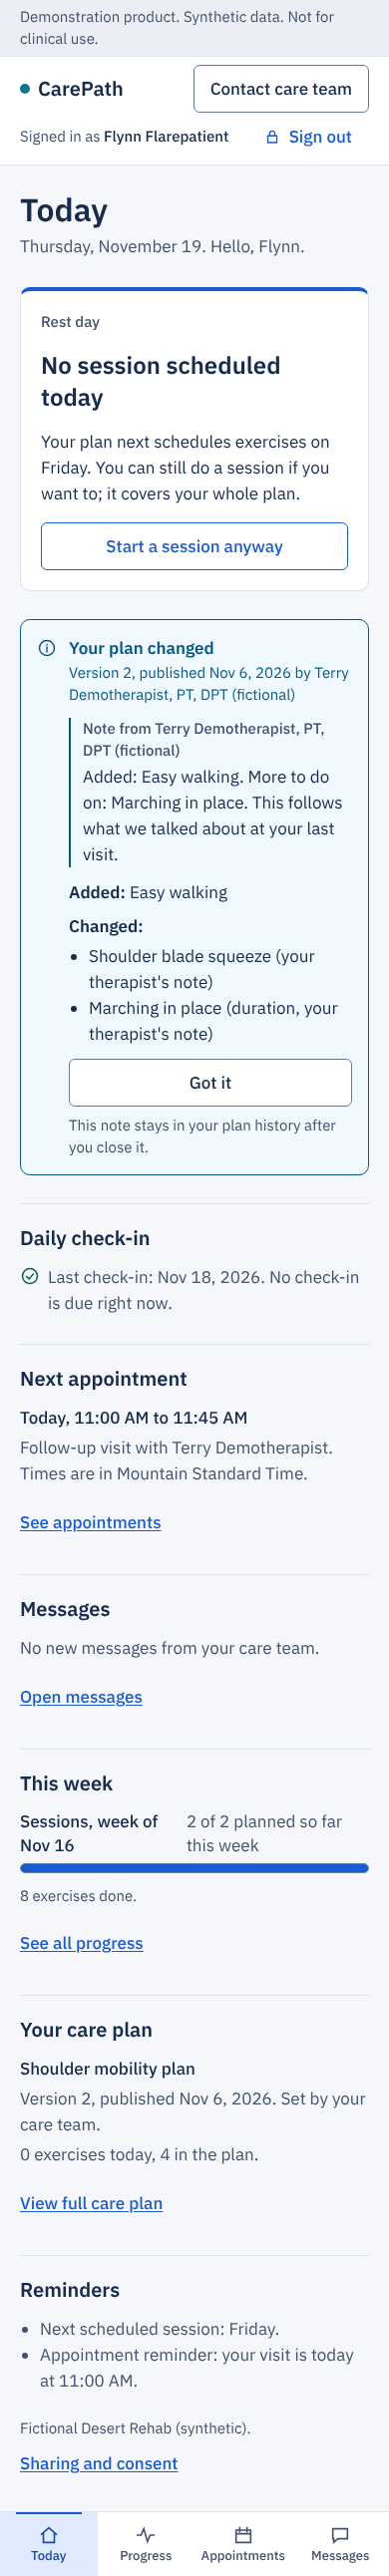 Demonstration product. Synthetic data. Not for
clinical use.
CarePath
Contact care team
Signed in as Flynn Flarepatient
Sign out
Today
Thursday, November 19. Hello, Flynn.
Rest day
No session scheduled
today
Your plan next schedules exercises on
Friday. You can still do a session if you
want to; it covers your whole plan.
Start a session anyway
Your plan changed
Version 2, published Nov 6, 2026 by Terry
Demotherapist, PT, DPT (fictional)
Note from Terry Demotherapist, PT,
DPT (fictional)
Added: Easy walking. More to do
on: Marching in place. This follows
what we talked about at your last
visit.
Added: Easy walking
Changed:
Shoulder blade squeeze (your
therapist's note)
Marching in place (duration, your
therapist's note)
Got it
This note stays in your plan history after
you close it.
Daily check-in
Last check-in: Nov 18, 2026. No check-in
is due right now.
Next appointment
Today, 11:00 AM to 11:45 AM
Follow-up visit with Terry Demotherapist.
Times are in Mountain Standard Time.
See appointments
Messages
No new messages from your care team.
Open messages
This week
Sessions, week of
Nov 16
2 of 2 planned so far
this week
8 exercises done.
See all progress
Your care plan
Shoulder mobility plan
Version 2, published Nov 6, 2026. Set by your
care team.
0 exercises today, 4 in the plan.
View full care plan
Reminders
Next scheduled session: Friday.
Appointment reminder: your visit is today
at 11:00 AM.
Fictional Desert Rehab (synthetic).
Sharing and consent
Today
Progress
Appointments
Messages